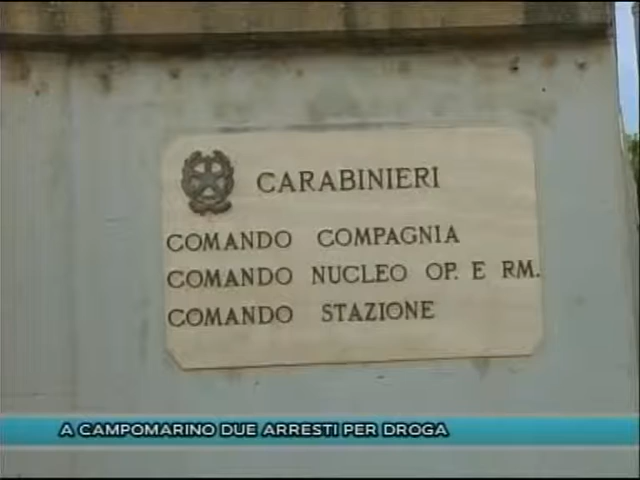 CARABINIERI
COMANDO COMPAGNIA
COMANDO NUCLEO OP. E RM.
COMANDO STAZIONE
A CAMPOMARINO DUE ARRESTI PER DROGA